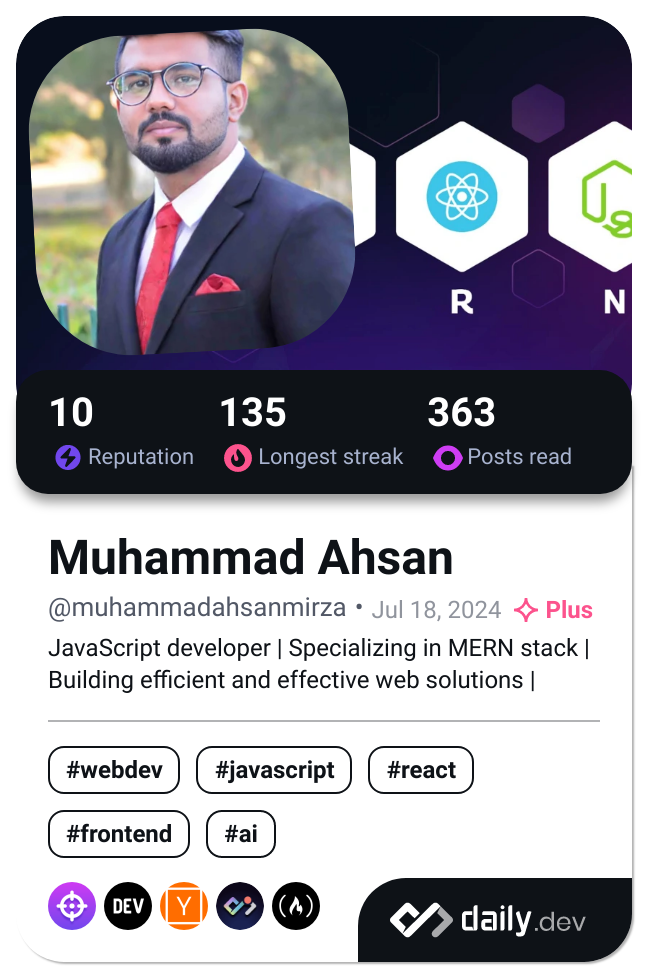 R N
10 135 363
Reputation Longest streak Posts read
Muhammad Ahsan
@muhammadahsanmirza • Jul 18, 2024 Plus
JavaScript developer | Specializing in MERN stack |
Building efficient and effective web solutions |
#webdev #javascript #react
#frontend #ai
DEV Y
daily.dev